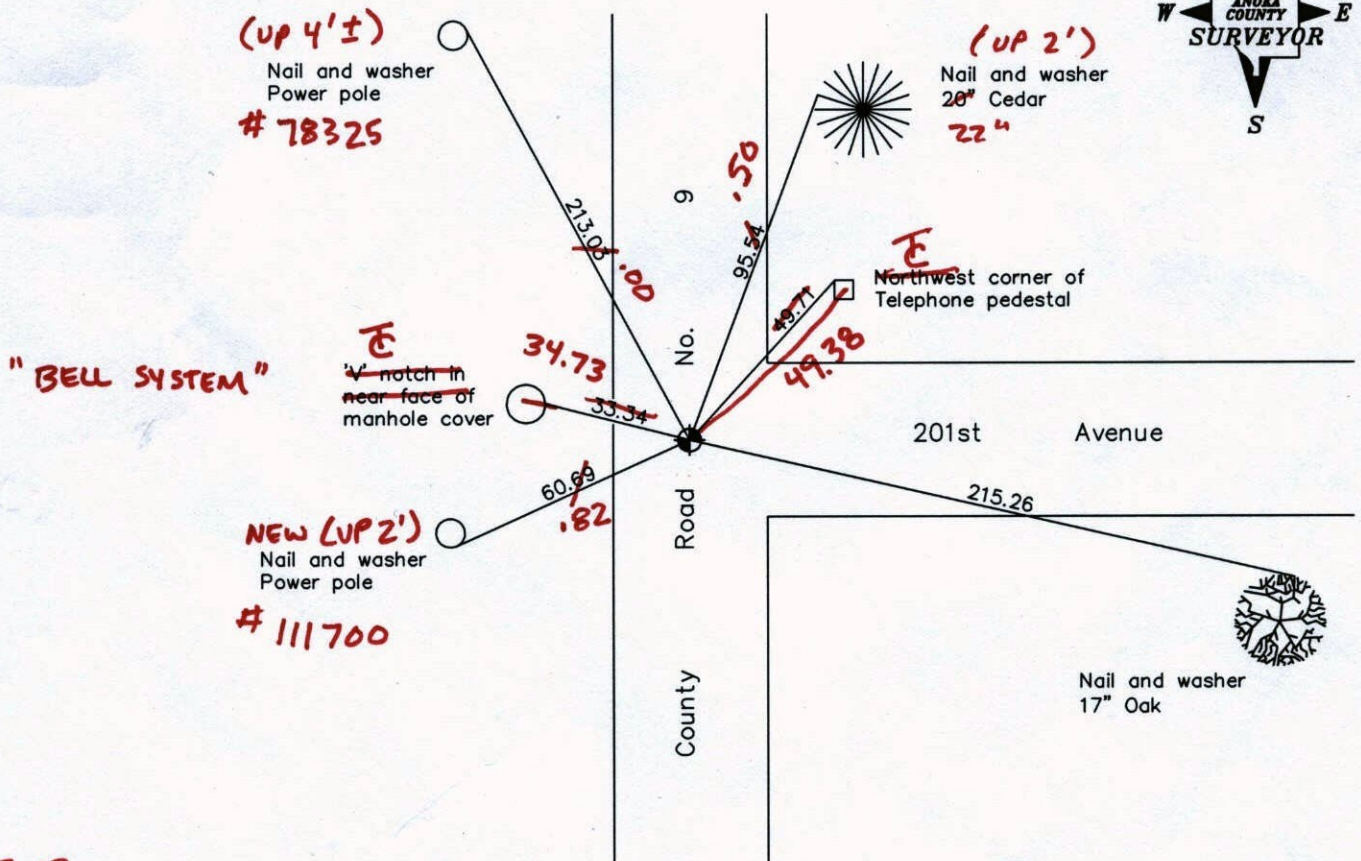 (UP 4'±)
Nail and washer
Power pole
# 78325
(UP 2')
Nail and washer
20" Cedar
22"
W
ANOKA
COUNTY
E
SURVEYOR
S
213.03
.00
95.54
.50
No. 9
Northwest corner of
Telephone pedestal
49.71
49.38
"BELL SYSTEM"
'V' notch in
near face of
manhole cover
34.73
33.34
201st Avenue
60.69
.82
215.26
NEW (UP 2')
Nail and washer
Power pole
# 111700
County Road
Nail and washer
17" Oak